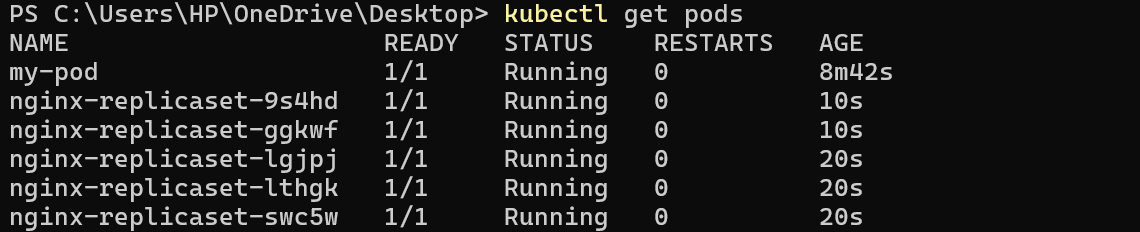 PS C:\Users\HP\OneDrive\Desktop> kubectl get pods
NAME READY STATUS RESTARTS AGE
my-pod 1/1 Running 0 8m42s
nginx-replicaset-9s4hd 1/1 Running 0 10s
nginx-replicaset-ggkwf 1/1 Running 0 10s
nginx-replicaset-lgjpj 1/1 Running 0 20s
nginx-replicaset-lthgk 1/1 Running 0 20s
nginx-replicaset-swc5w 1/1 Running 0 20s